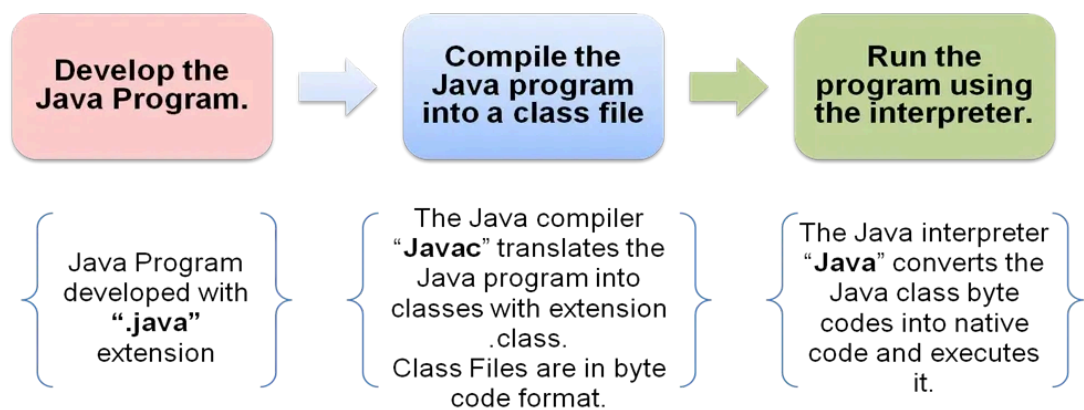 Develop the
Java Program.
Compile the
Java program
into a class file
Run the
program using
the interpreter.
Java Program
developed with
“.java”
extension
The Java compiler
“Javac” translates the
Java program into
classes with extension
.class.
Class Files are in byte
code format.
The Java interpreter
“Java” converts the
Java class byte
codes into native
code and executes
it.